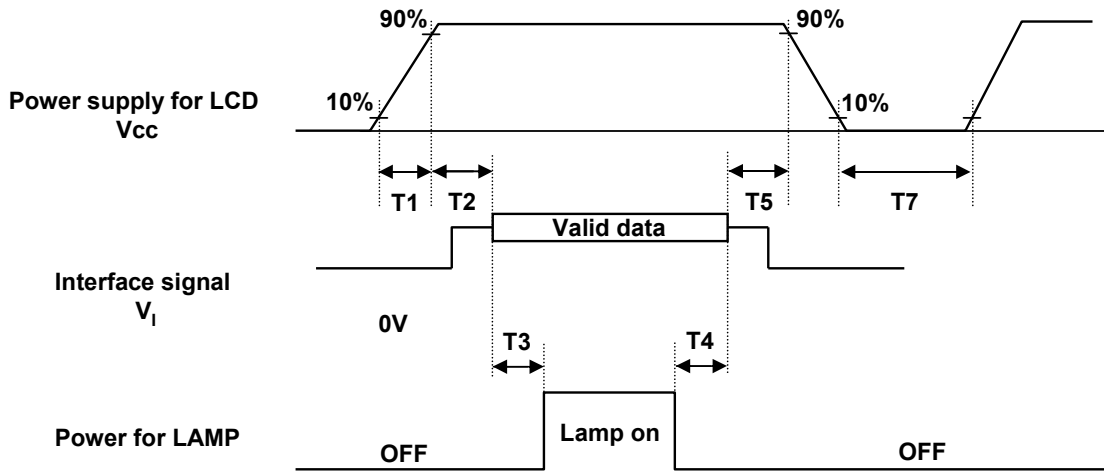 90%
90%
Power supply for LCD
Vcc
10%
10%
T1
T2
T5
T7
Valid data
Interface signal
VI
0V
T3
T4
Power for LAMP
OFF
Lamp on
OFF